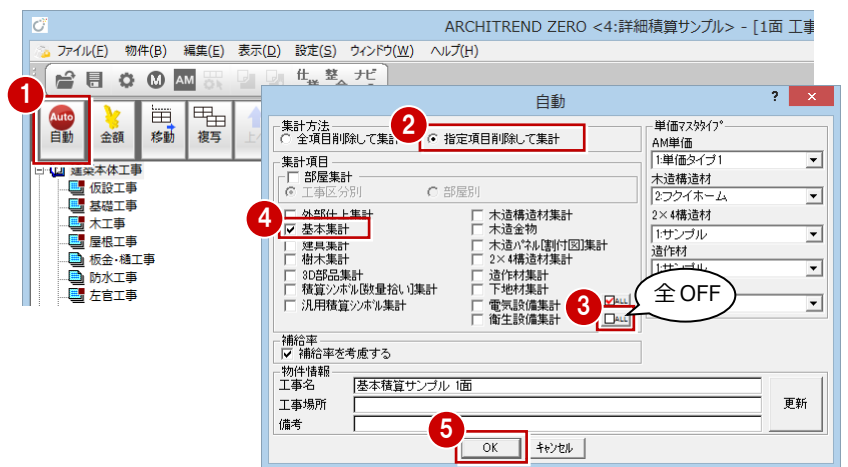 ARCHITREND ZERO <4:詳細積算サンプル> - [1面 工事
ファイル(F) 物件(B) 編集(E) 表示(D) 設定(S) ウィンドウ(W) ヘルプ(H)
M AM
1
Auto
自動 金額 移動 複写
建築本体工事
仮設工事
基礎工事
木工事
屋根工事
板金・樋工事
防水工事
左官工事
自動 ? ×
集計方法
2
全項目削除して集計 指定項目削除して集計
集計項目
部屋集計
工事区分別 部屋別
4
外部仕上集計 木造構造材集計
基本集計 木造金物
建具集計 木造パネル[割付図]集計
樹木集計 2×4構造材集計
3D部品集計 造作材集計
積算シンボル[数量拾い]集計 下地材集計
汎用積算シンボル集計 電気設備集計 ALL
3
衛生設備集計 ALL
全OFF
補給率
補給率を考慮する
単価マスタタイプ
AM単価
1:単価タイプ1
木造構造材
2:フクイホーム
2×4構造材
1:サンプル
造作材
1:サンプル
物件情報
工事名 基本積算サンプル 1面
工事場所
備考
更新
5
OK キャンセル